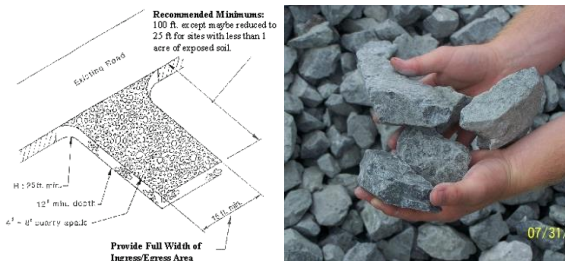 Recommended Minimums:
100 ft. except maybe reduced to
25 ft for sites with less than 1
acre of exposed soil.
Existing Road
R = 25ft. min.
12" min. depth
4" - 8" quarry spalls
15 ft. min.
Provide Full Width of
Ingress/Egress Area
07/31/